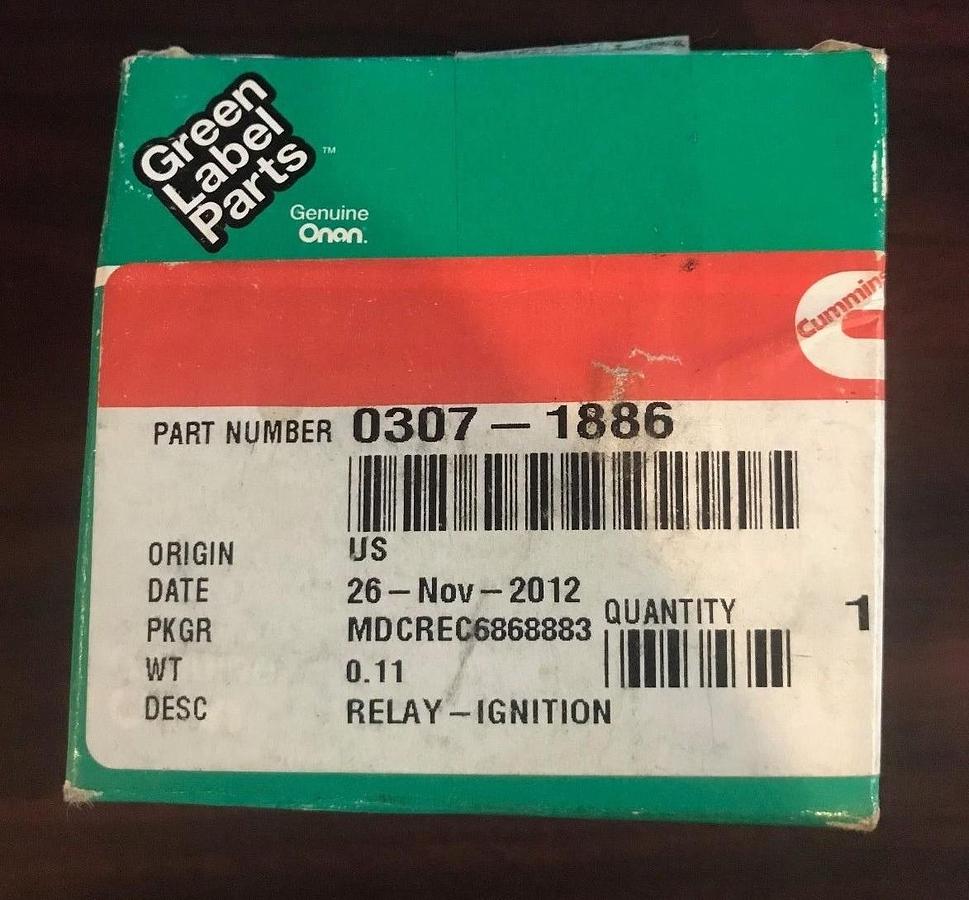 Green
Label
Parts ™
Genuine
Onan.
Cummins
PART NUMBER 0307-1886
ORIGIN US
DATE 26-Nov-2012
QUANTITY 1
PKGR MDCREC6868883
WT 0.11
DESC RELAY-IGNITION